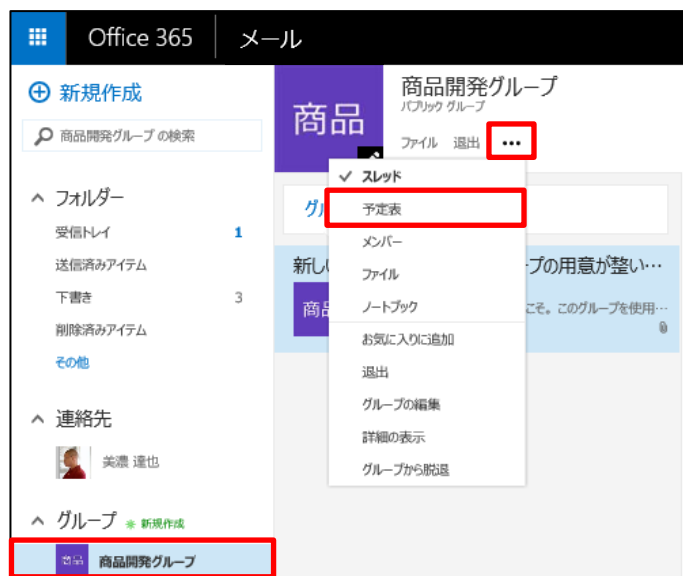 Office 365
メール
新規作成
商品開発グループ の検索
フォルダー
受信トレイ 1
送信済みアイテム
下書き 3
削除済みアイテム
その他
連絡先
美濃 達也
グループ 新規作成
商品 商品開発グループ
商品
商品開発グループ
パブリック グループ
ファイル 退出 •••
スレッド
予定表
メンバー
ファイル
ノートブック
お気に入りに追加
退出
グループの編集
詳細の表示
グループから脱退
新し
プの用意が整い…
商
こそ。このグループを使用…